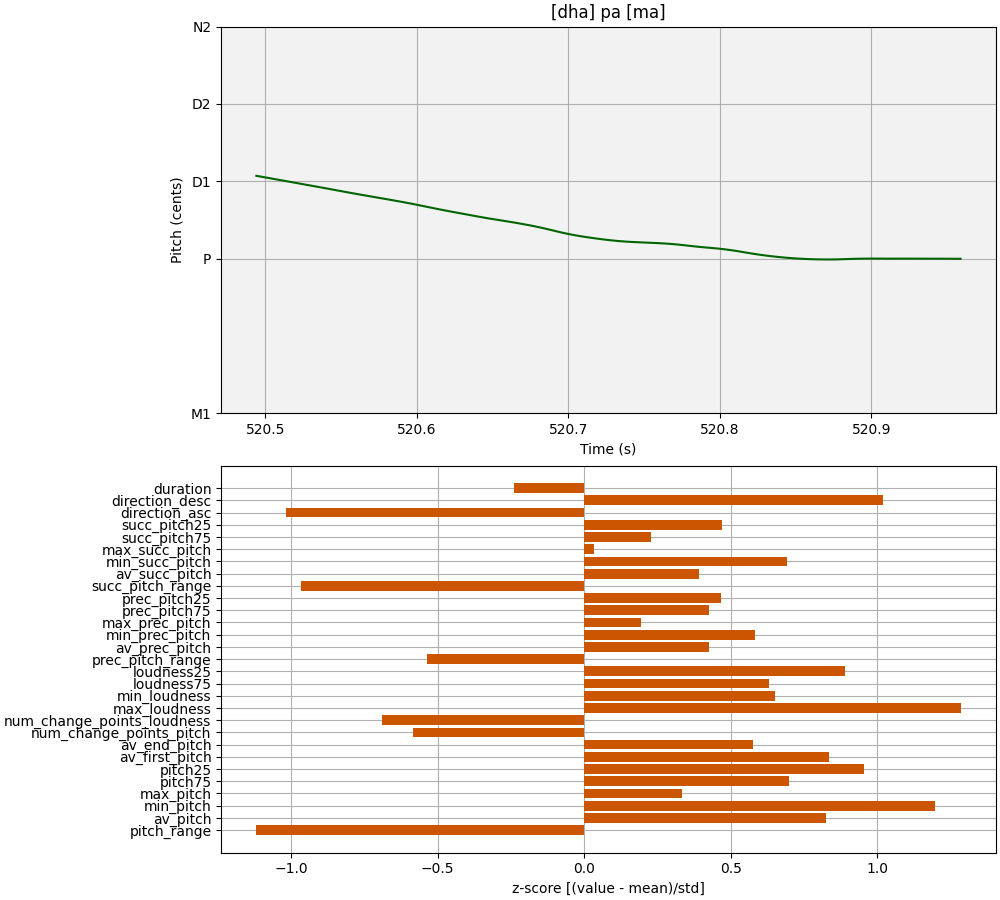 [dha] pa [ma]
N2
D2
D1
P
M1
Pitch (cents)
520.5 520.6 520.7 520.8 520.9
Time (s)
duration
direction_desc
direction_asc
succ_pitch25
succ_pitch75
max_succ_pitch
min_succ_pitch
av_succ_pitch
succ_pitch_range
prec_pitch25
prec_pitch75
max_prec_pitch
min_prec_pitch
av_prec_pitch
prec_pitch_range
loudness25
loudness75
min_loudness
max_loudness
num_change_points_loudness
num_change_points_pitch
av_end_pitch
av_first_pitch
pitch25
pitch75
max_pitch
min_pitch
av_pitch
pitch_range
−1.0 −0.5 0.0 0.5 1.0
z-score [(value - mean)/std]